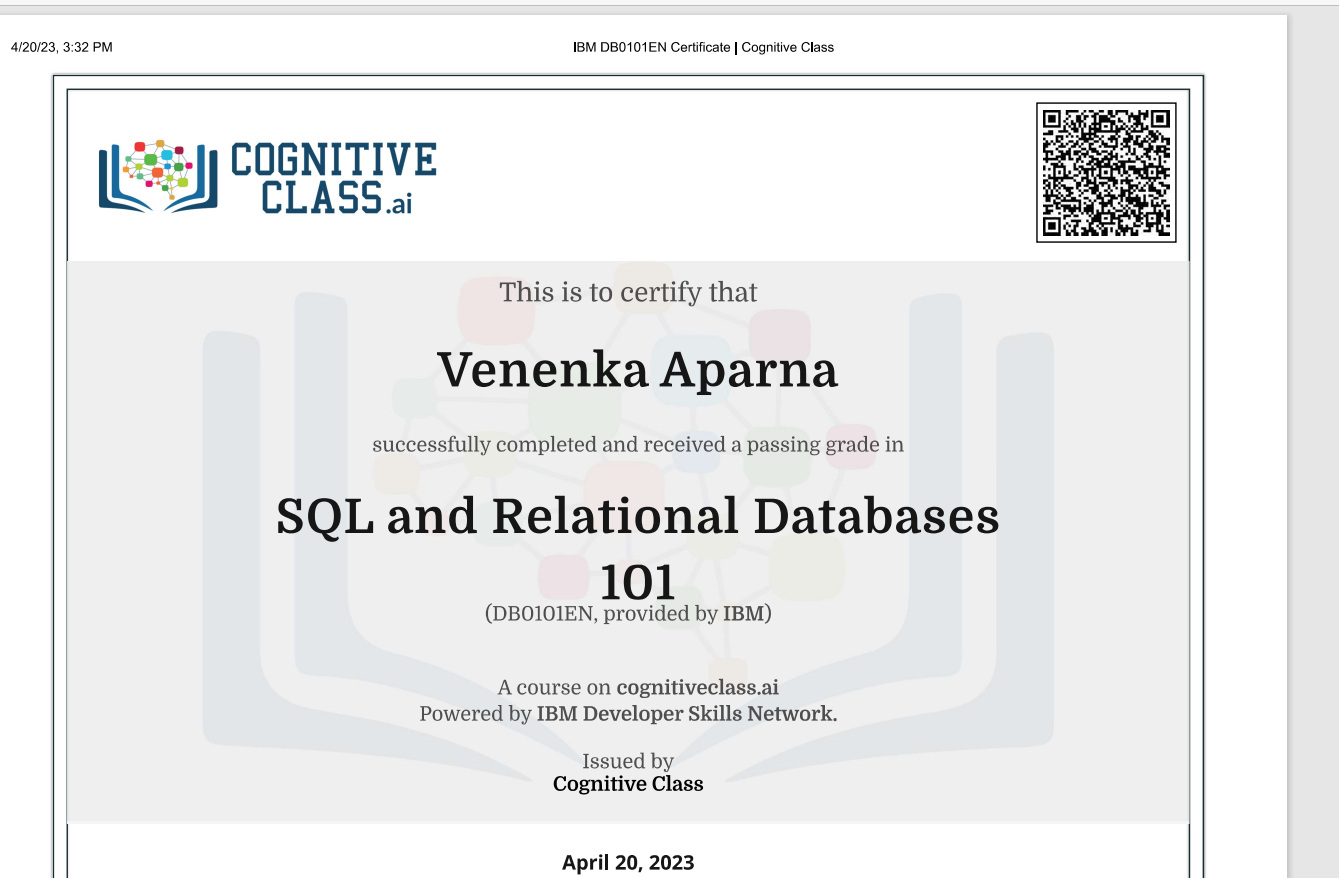 4/20/23, 3:32 PM
IBM DB0101EN Certificate | Cognitive Class
COGNITIVE
CLASS.ai
This is to certify that
Venenka Aparna
successfully completed and received a passing grade in
SQL and Relational Databases
101
(DB0101EN, provided by IBM)
A course on cognitiveclass.ai
Powered by IBM Developer Skills Network.
Issued by
Cognitive Class
April 20, 2023